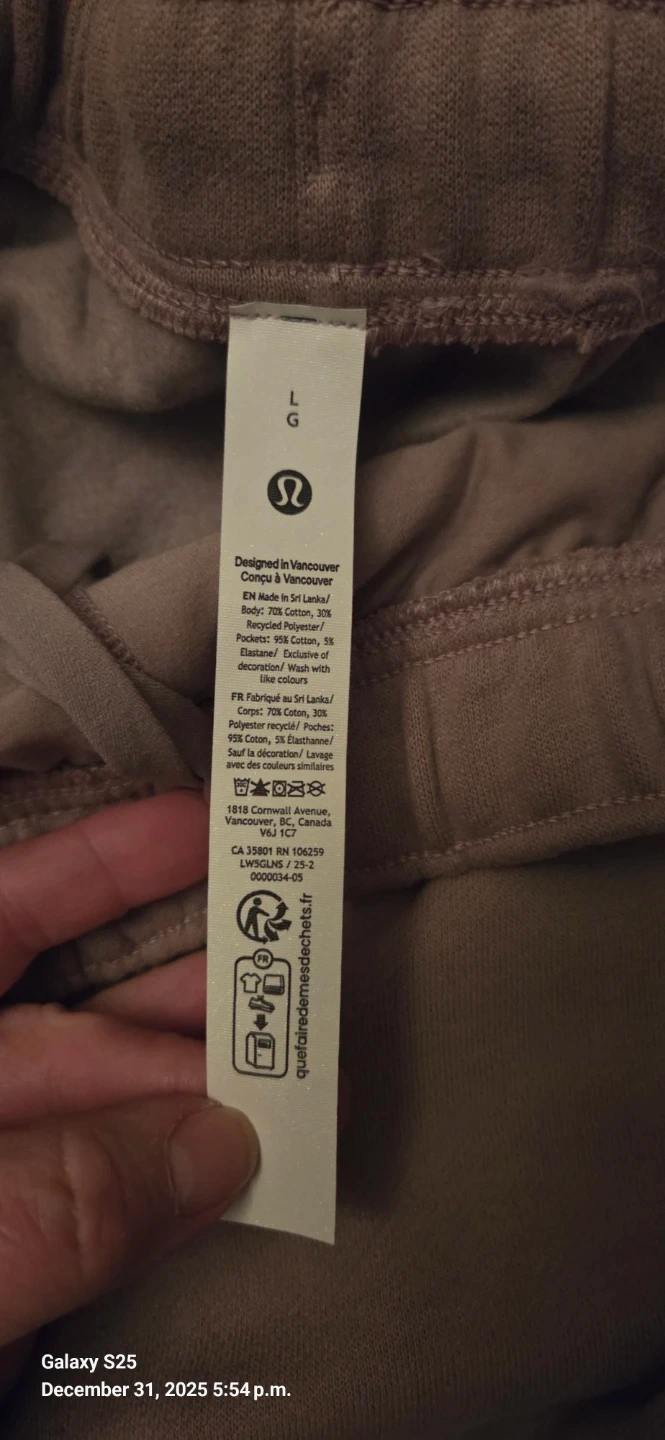 L
G
Designed in Vancouver
Conçu à Vancouver
EN Made in Sri Lanka/
Body: 70% Cotton, 30%
Recycled Polyester/
Pockets: 95% Cotton, 5%
Elastane/ Exclusive of
decoration/ Wash with
like colours
FR Fabriqué au Sri Lanka/
Corps: 70% Coton, 30%
Polyester recyclé/ Poches:
95% Coton, 5% Élasthanne/
Sauf la décoration/ Lavage
avec des couleurs similaires
1818 Cornwall Avenue,
Vancouver, BC, Canada
V6J 1C7
CA 35801 RN 106259
LW5GLNS / 25-2
0000034-05
FR
quefairedemesdechets.fr
Galaxy S25
December 31, 2025 5:54 p.m.